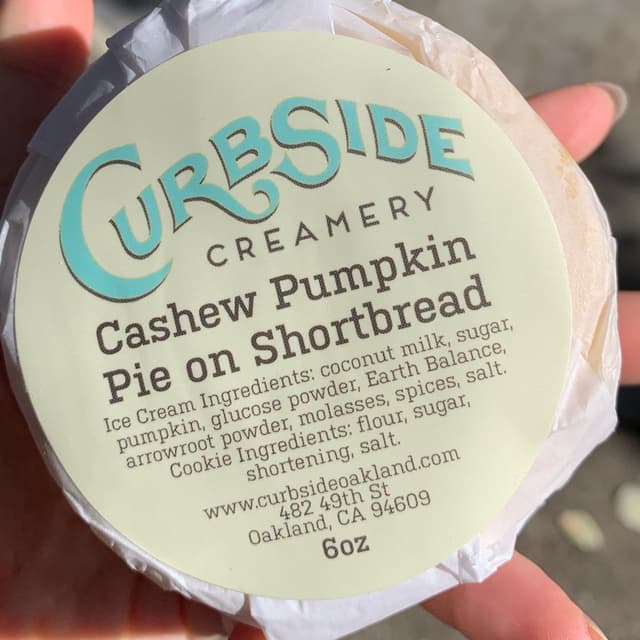 CURBSIDE
CREAMERY
Cashew Pumpkin
Pie on Shortbread
Ice Cream Ingredients: coconut milk, sugar,
pumpkin, glucose powder, Earth Balance,
arrowroot powder, molasses, spices, salt.
Cookie Ingredients: flour, sugar,
shortening, salt.
www.curbsideoakland.com
482 49th St
Oakland, CA 94609
6oz